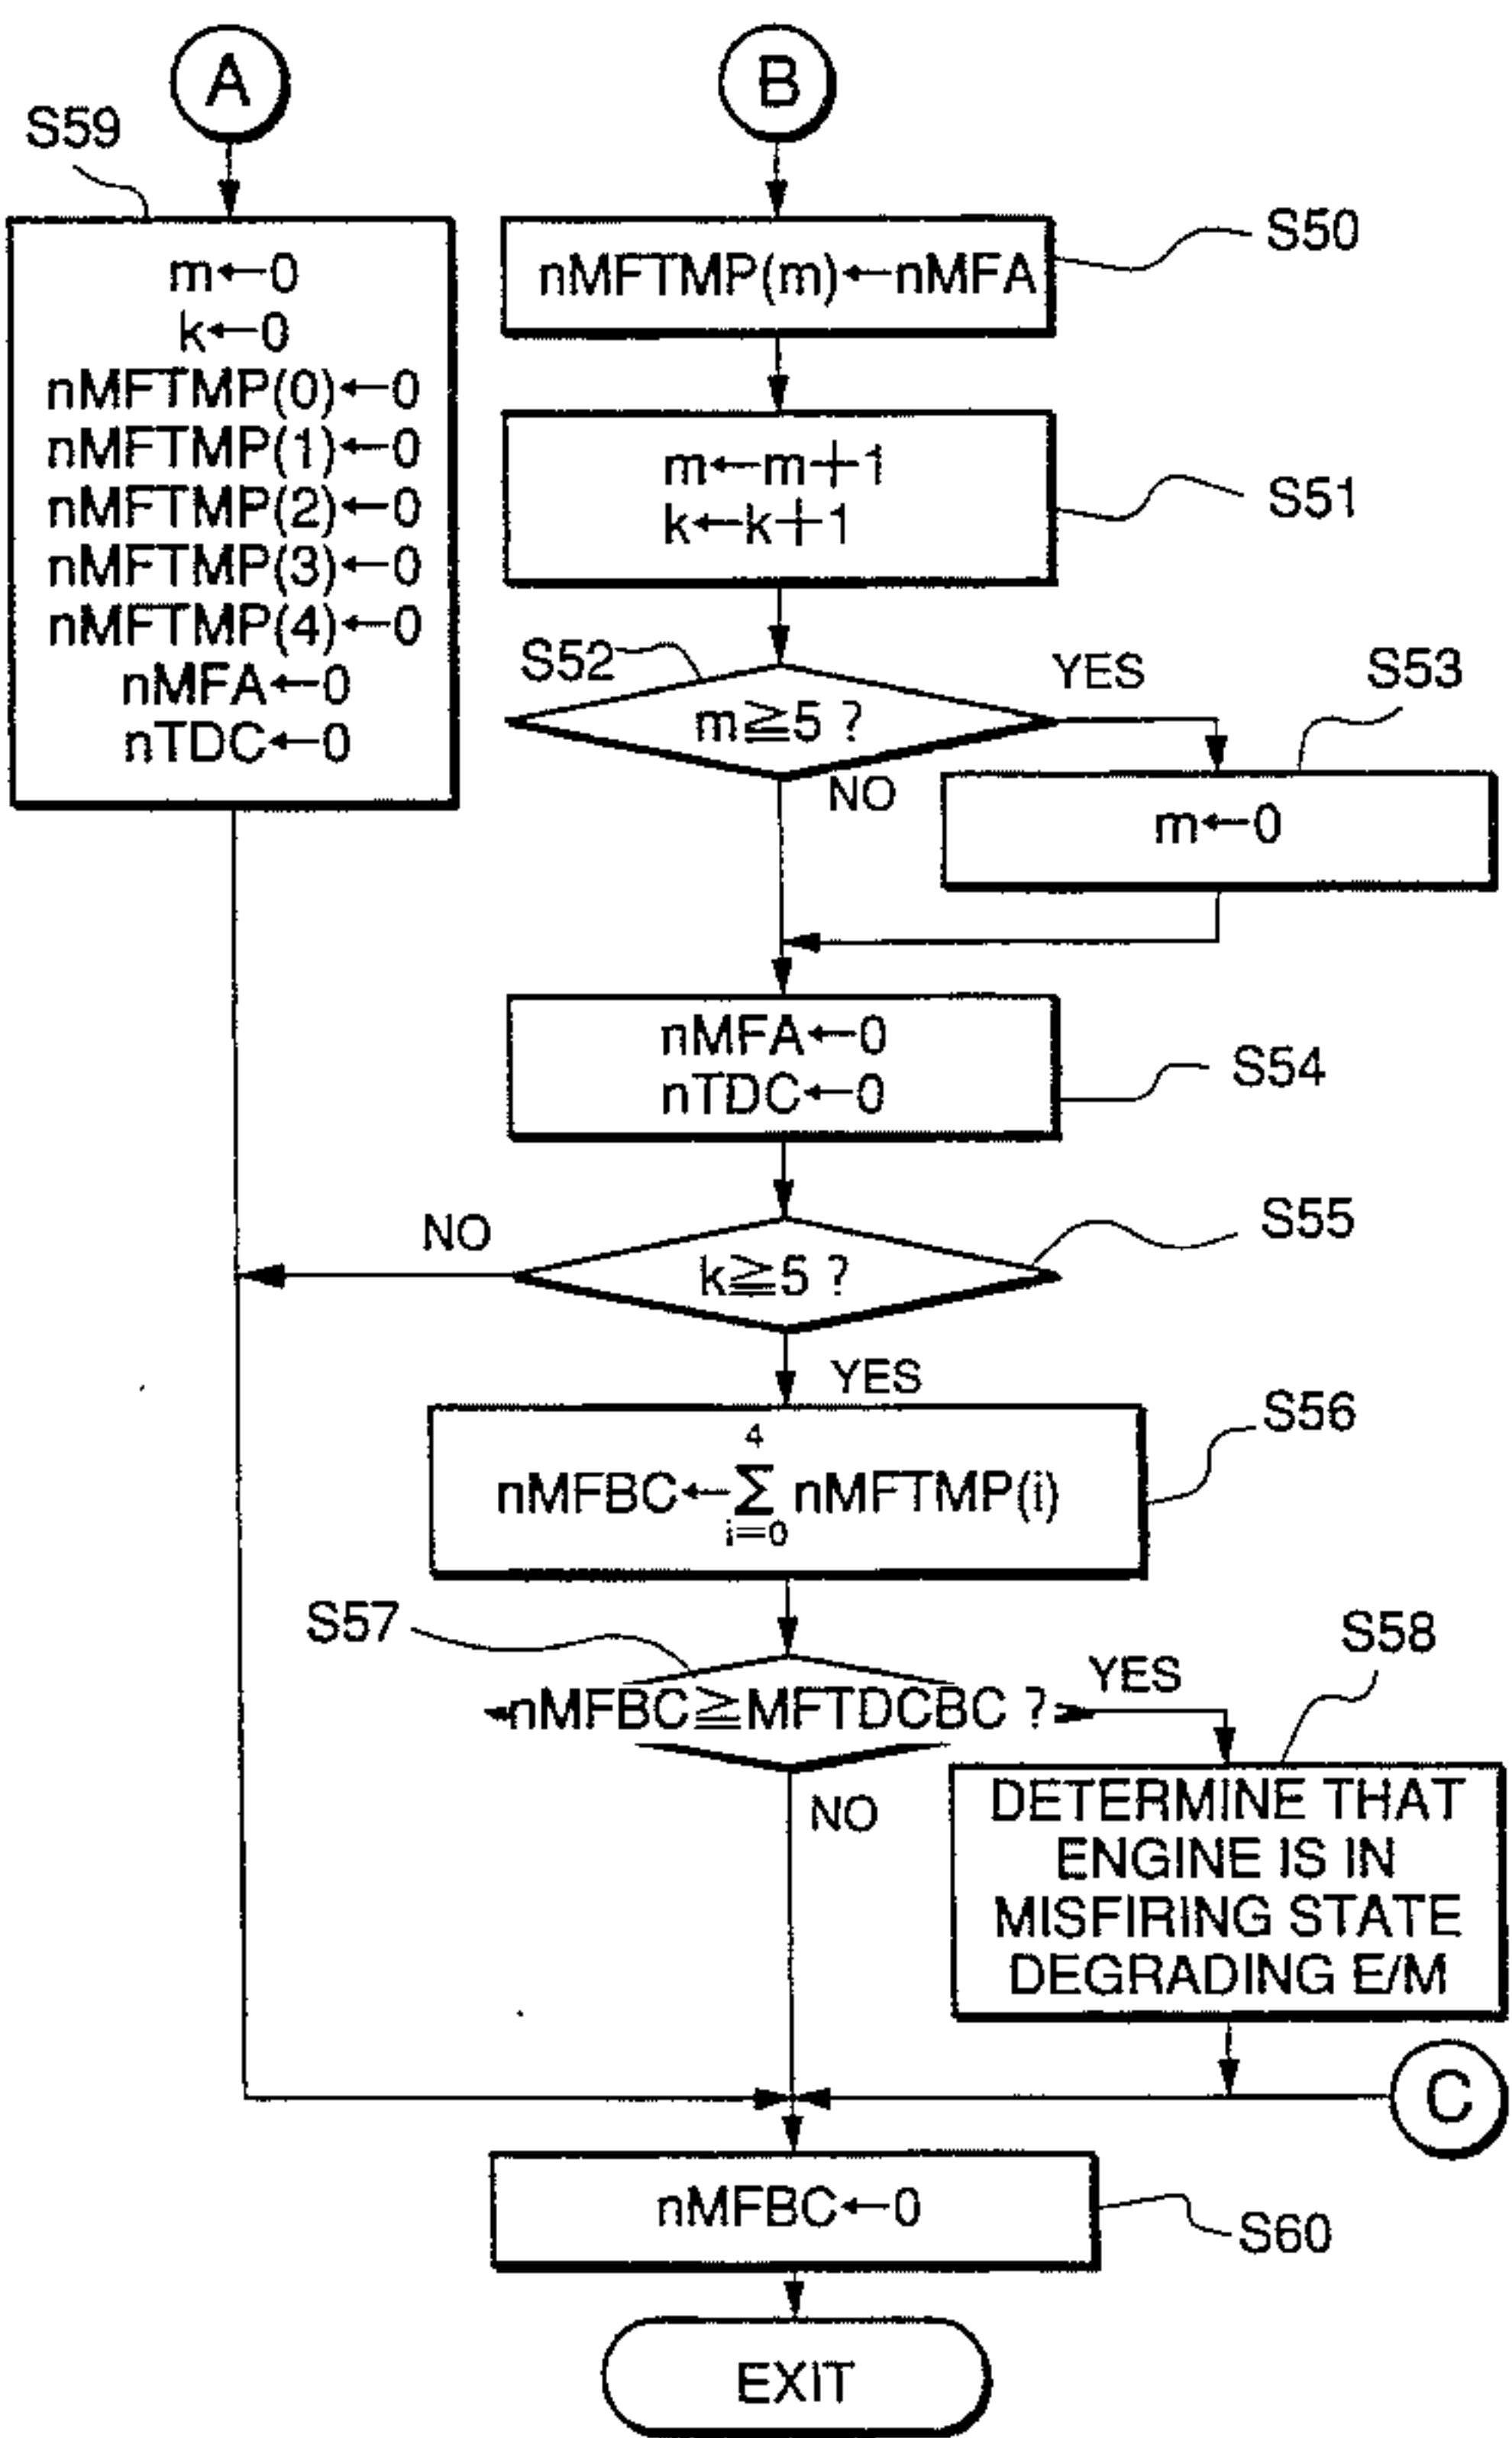 A
S59
m←0
k←0
nMFTMP(0)←0
nMFTMP(1)←0
nMFTMP(2)←0
nMFTMP(3)←0
nMFTMP(4)←0
nMFA←0
nTDC←0
B
nMFTMP(m)←nMFA
S50
m←m+1
k←k+1
S51
S52
m≧5 ?
YES
NO
S53
m←0
nMFA←0
nTDC←0
S54
NO
k≧5 ?
S55
YES
4
nMFBC←Σ nMFTMP(i)
i=0
S56
S57
nMFBC≧MFTDCBC ?
YES
NO
S58
DETERMINE THAT
ENGINE IS IN
MISFIRING STATE
DEGRADING E/M
C
nMFBC←0
S60
EXIT